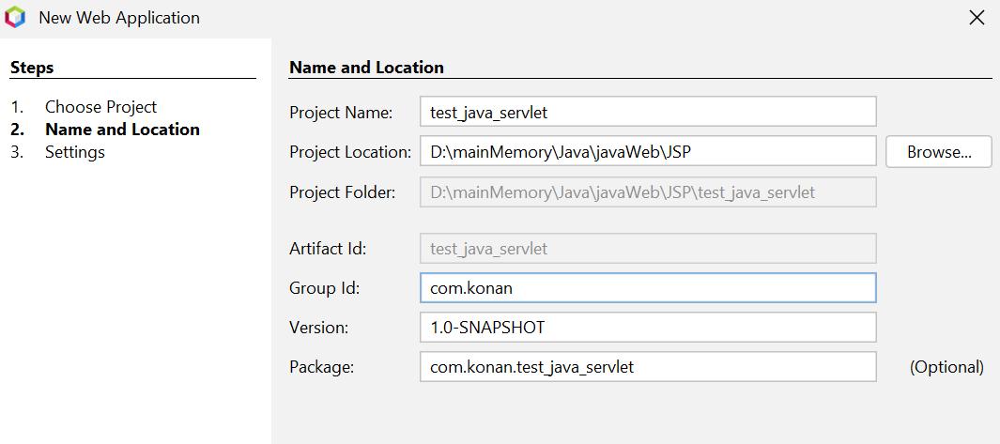 New Web Application
Steps
1. Choose Project
2. Name and Location
3. Settings
Name and Location
Project Name: test_java_servlet
Project Location: D:\mainMemory\Java\javaWeb\JSP Browse...
Project Folder: D:\mainMemory\Java\javaWeb\JSP\test_java_servlet
Artifact Id: test_java_servlet
Group Id: com.konan
Version: 1.0-SNAPSHOT
Package: com.konan.test_java_servlet (Optional)